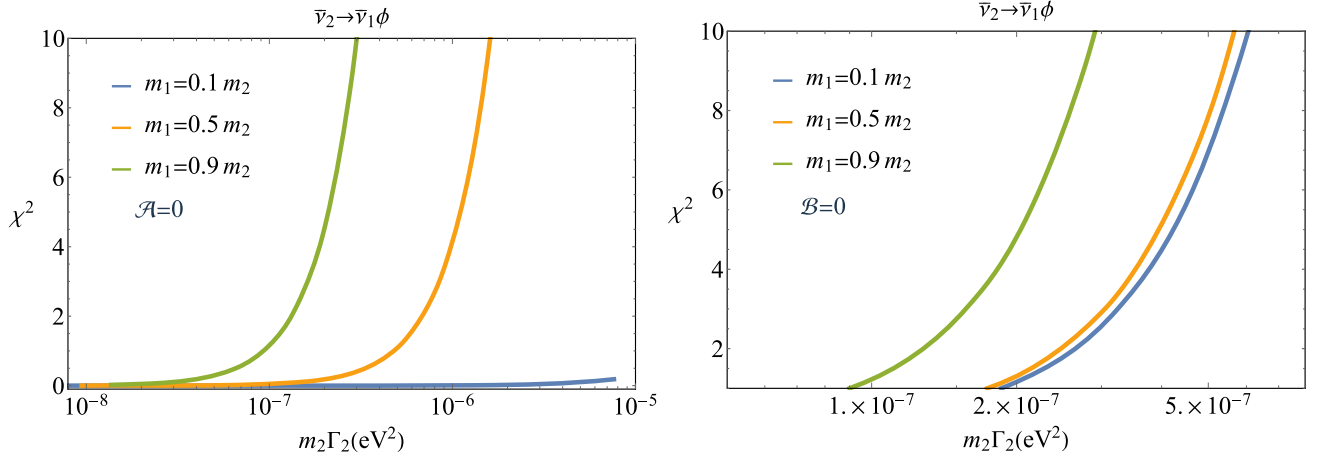 ν̄₂→ν̄₁ϕ
10
8
6
4
2
0
χ²
m₁=0.1 m₂
m₁=0.5 m₂
m₁=0.9 m₂
𝒜=0
10⁻⁸
10⁻⁷
10⁻⁶
10⁻⁵
m₂Γ₂(eV²)
ν̄₂→ν̄₁ϕ
10
8
6
4
2
χ²
m₁=0.1 m₂
m₁=0.5 m₂
m₁=0.9 m₂
ℬ=0
1.×10⁻⁷
2.×10⁻⁷
5.×10⁻⁷
m₂Γ₂(eV²)